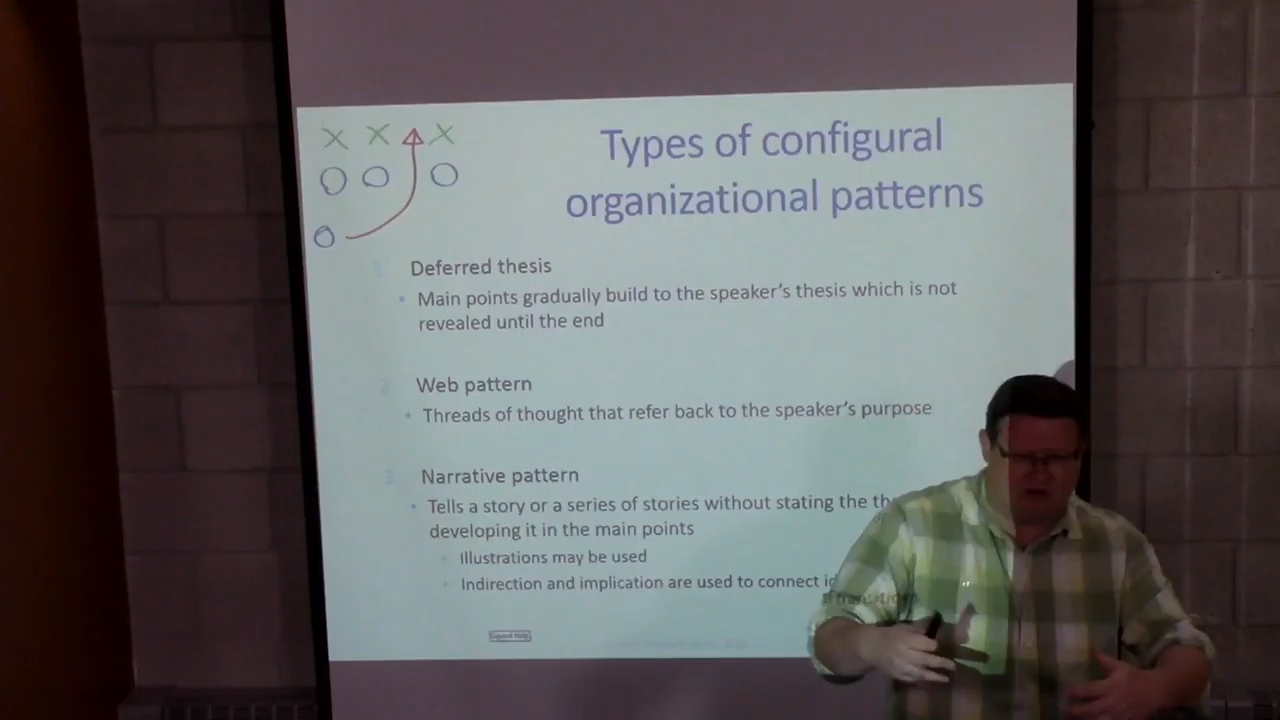 Types of configural
organizational patterns
1. Deferred thesis
• Main points gradually build to the speaker's thesis which is not
revealed until the end
2. Web pattern
• Threads of thought that refer back to the speaker's purpose
3. Narrative pattern
• Tells a story or a series of stories without stating the
developing it in the main points
• Illustrations may be used
• Indirection and implication are used to connect